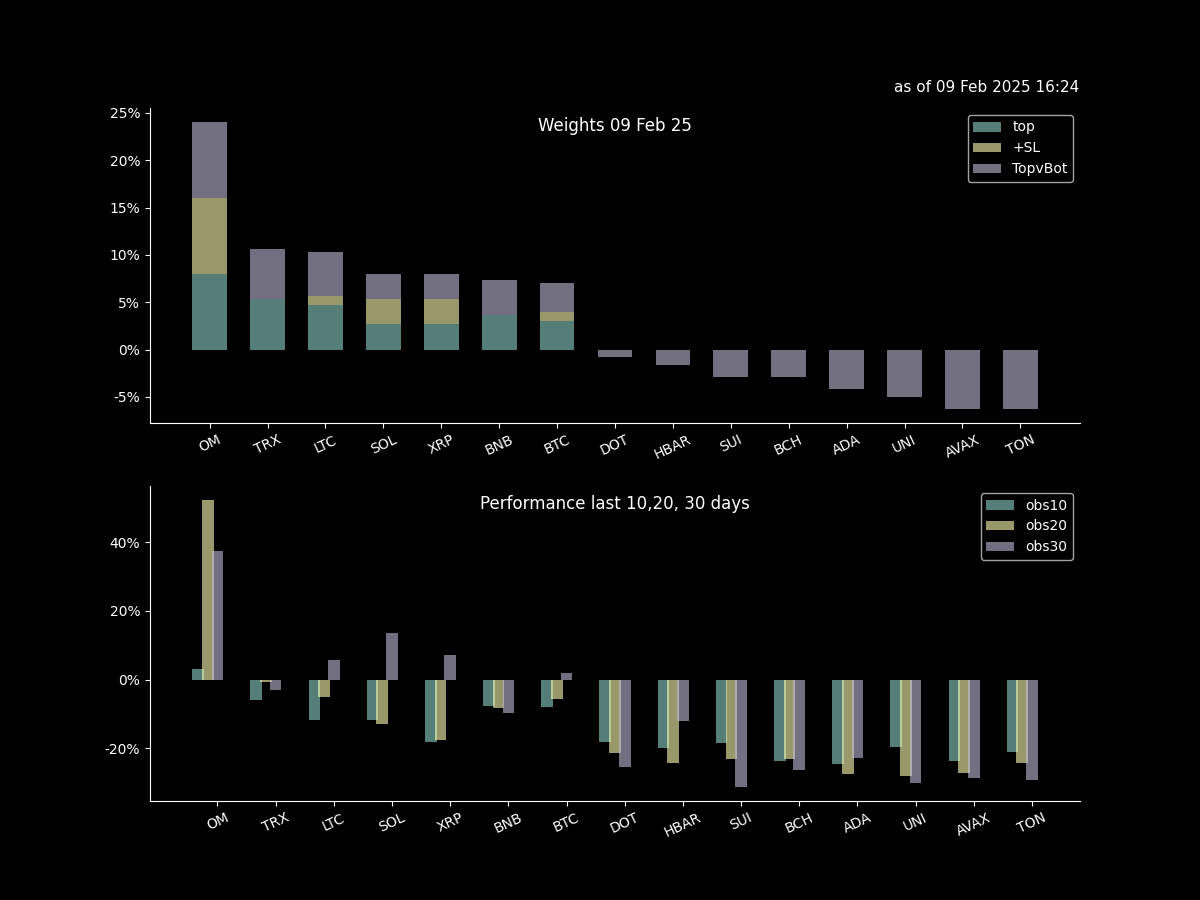 as of 09 Feb 2025 16:24
Weights 09 Feb 25
top
+SL
TopvBot
25%
20%
15%
10%
5%
0%
-5%
OM TRX LTC SOL XRP BNB BTC DOT HBAR SUI BCH ADA UNI AVAX TON
Performance last 10,20, 30 days
obs10
obs20
obs30
40%
20%
0%
-20%
OM TRX LTC SOL XRP BNB BTC DOT HBAR SUI BCH ADA UNI AVAX TON